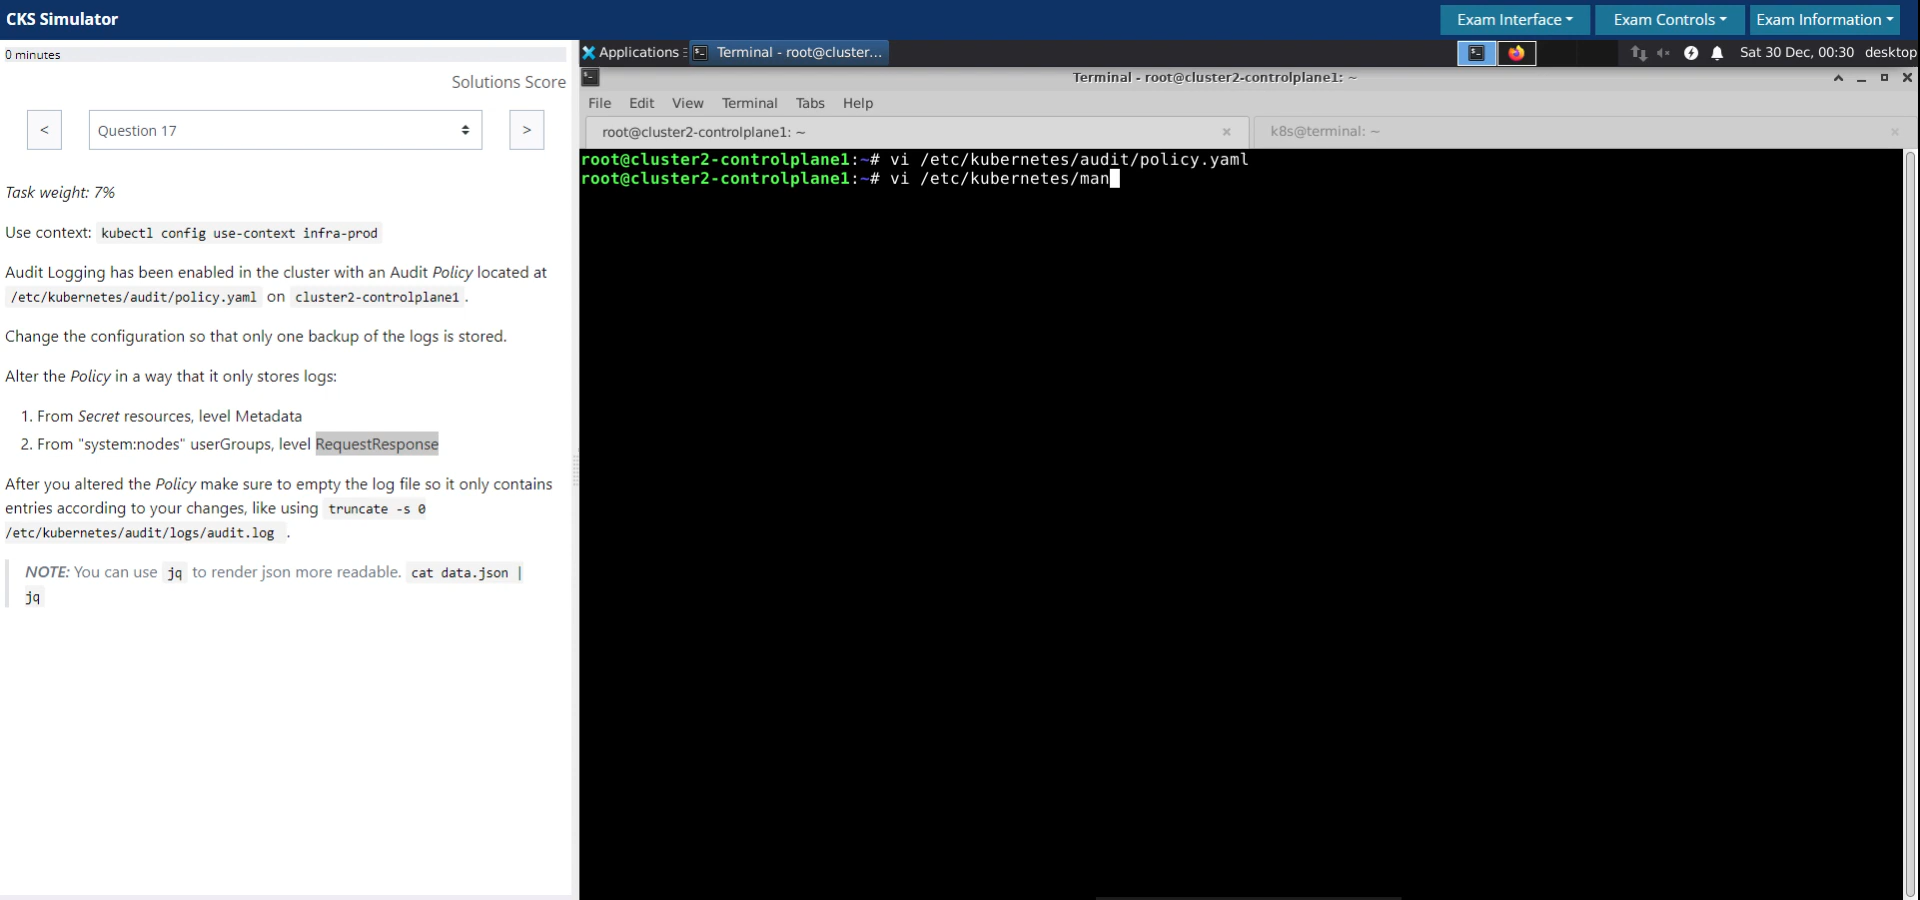 CKS Simulator
Exam Interface
Exam Controls
Exam Information
0 minutes
Solutions Score
<
Question 17
>
Task weight: 7%
Use context: kubectl config use-context infra-prod
Audit Logging has been enabled in the cluster with an Audit Policy located at
/etc/kubernetes/audit/policy.yaml on cluster2-controlplane1 .
Change the configuration so that only one backup of the logs is stored.
Alter the Policy in a way that it only stores logs:
1. From Secret resources, level Metadata
2. From "system:nodes" userGroups, level RequestResponse
After you altered the Policy make sure to empty the log file so it only contains
entries according to your changes, like using truncate -s 0
/etc/kubernetes/audit/logs/audit.log .
NOTE: You can use jq to render json more readable. cat data.json |
jq
Applications
Terminal - root@cluster...
Sat 30 Dec, 00:30 desktop
Terminal - root@cluster2-controlplane1: ~
File Edit View Terminal Tabs Help
root@cluster2-controlplane1: ~
k8s@terminal: ~
root@cluster2-controlplane1:~# vi /etc/kubernetes/audit/policy.yaml
root@cluster2-controlplane1:~# vi /etc/kubernetes/man